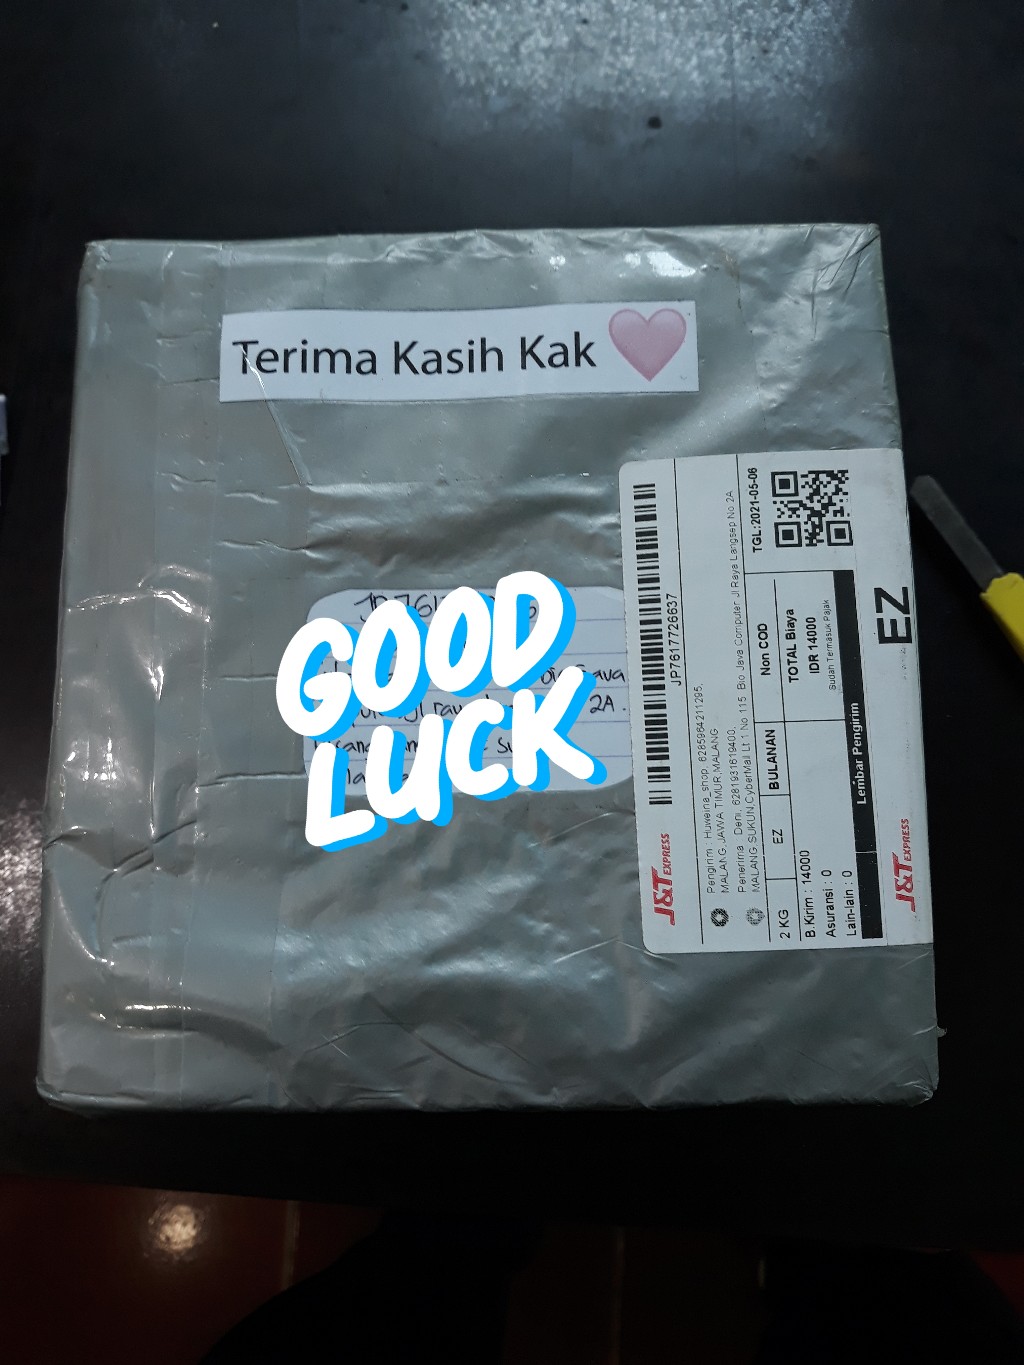 Terima Kasih Kak
GOOD
LUCK
2A.
J&T EXPRESS
JP7617726637
Pengirim : Huweina_shop, 6285964211295,
MALANG,JAWA TIMUR,MALANG
Penerima : Deni, 6281931619400,
MALANG,SUKUN,CyberMall Lt 1 No 115 Bio Java Computer Jl Raya Langsep No 2A
TGL:2021-05-06
2 KG
EZ
BULANAN
Non COD
B.Kirim : 14000
Asuransi : 0
Lain-lain : 0
TOTAL Biaya
IDR 14000
Sudah Termasuk Pajak
Lembar Pengirim
J&T EXPRESS
EZ